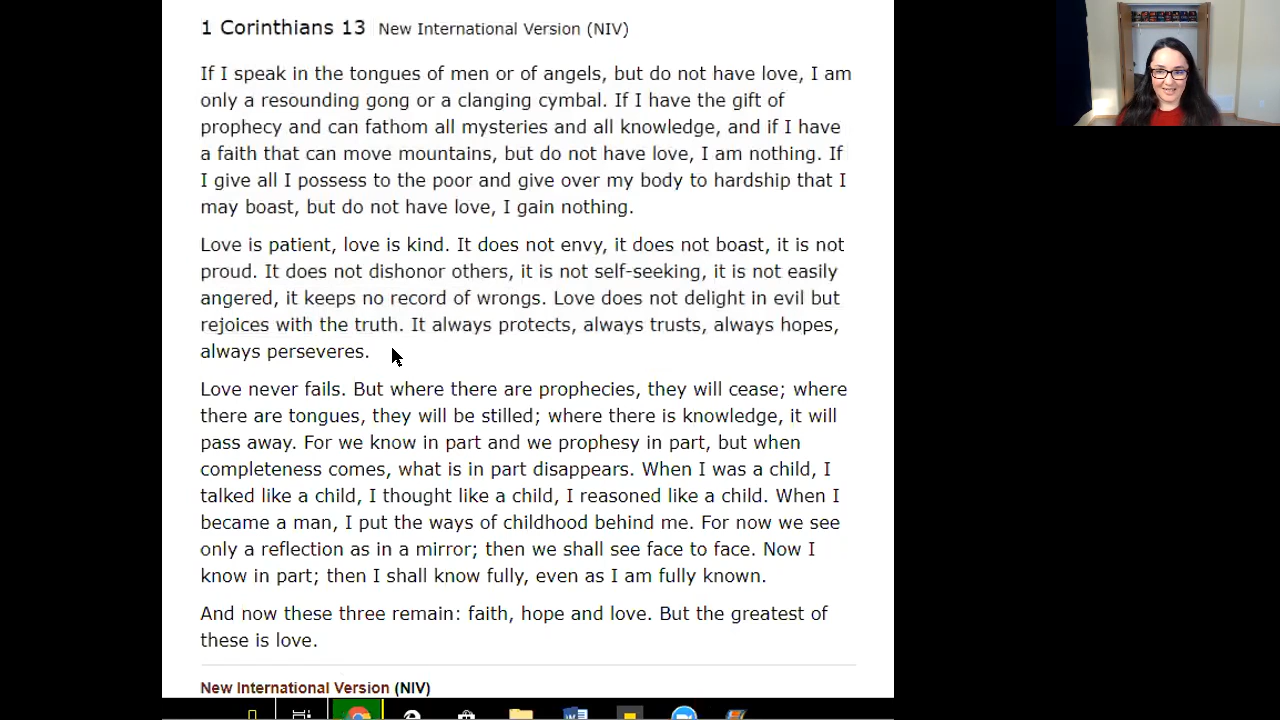 1 Corinthians 13 New International Version (NIV)
If I speak in the tongues of men or of angels, but do not have love, I am
only a resounding gong or a clanging cymbal. If I have the gift of
prophecy and can fathom all mysteries and all knowledge, and if I have
a faith that can move mountains, but do not have love, I am nothing. If
I give all I possess to the poor and give over my body to hardship that I
may boast, but do not have love, I gain nothing.
Love is patient, love is kind. It does not envy, it does not boast, it is not
proud. It does not dishonor others, it is not self-seeking, it is not easily
angered, it keeps no record of wrongs. Love does not delight in evil but
rejoices with the truth. It always protects, always trusts, always hopes,
always perseveres.
Love never fails. But where there are prophecies, they will cease; where
there are tongues, they will be stilled; where there is knowledge, it will
pass away. For we know in part and we prophesy in part, but when
completeness comes, what is in part disappears. When I was a child, I
talked like a child, I thought like a child, I reasoned like a child. When I
became a man, I put the ways of childhood behind me. For now we see
only a reflection as in a mirror; then we shall see face to face. Now I
know in part; then I shall know fully, even as I am fully known.
And now these three remain: faith, hope and love. But the greatest of
these is love.
New International Version (NIV)